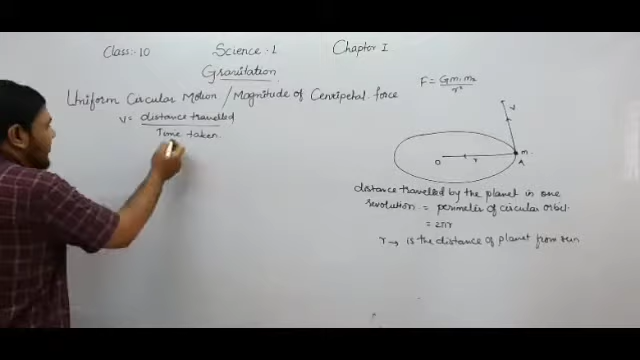 Class:- 10 Science - 1 Chapter I
Gravitation
Uniform Circular Motion / Magnitude of Centripetal force
V = distance travelled
Time taken
F = Gm₁m₂
r²
V
O r m
A
distance travelled by the planet in one
revolution = perimeter of circular orbit.
= 2πr
r → is the distance of planet from sun